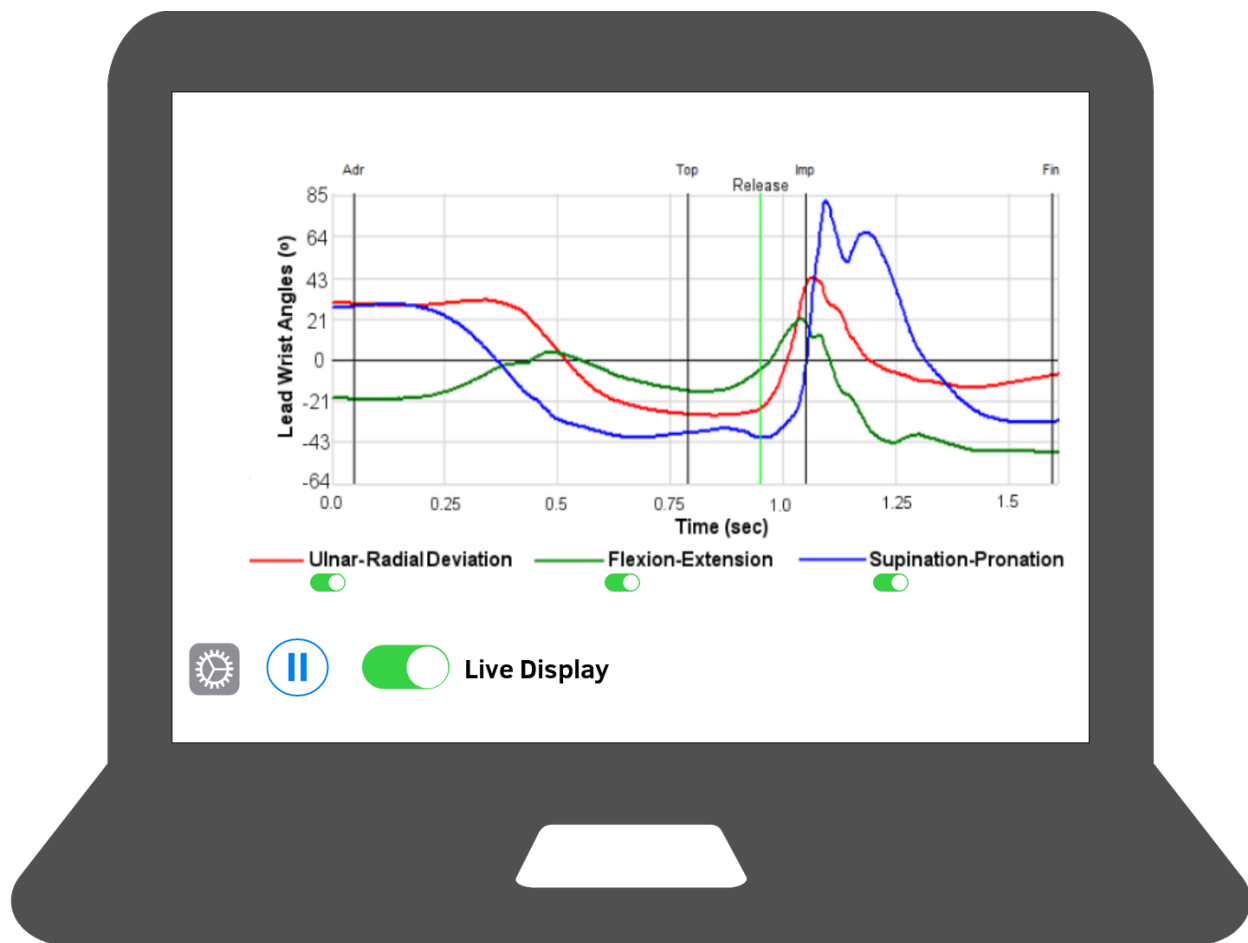 Adr Top Imp Fin
Release
85
64
43
21
0
-21
-43
-64
Lead Wrist Angles (º)
0.0 0.25 0.5 0.75 1.0 1.25 1.5
Time (sec)
Ulnar-Radial Deviation Flexion-Extension Supination-Pronation
Live Display